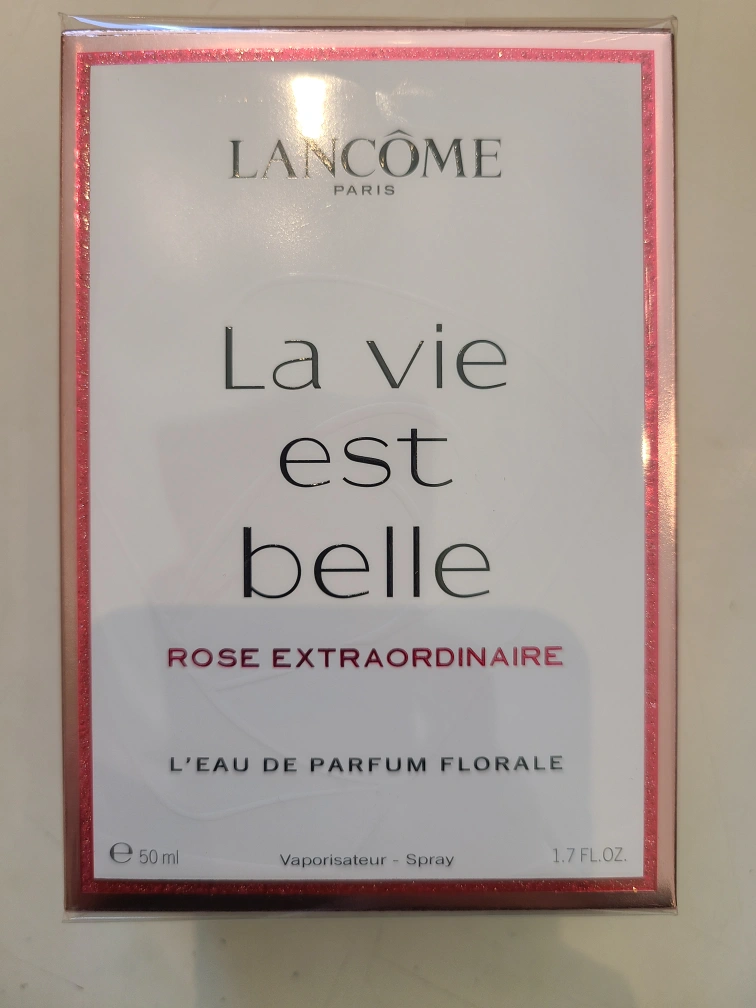 LANCÔME
PARIS
La vie
est
belle
ROSE EXTRAORDINAIRE
L'EAU DE PARFUM FLORALE
℮ 50 ml Vaporisateur - Spray 1.7 FL.OZ.